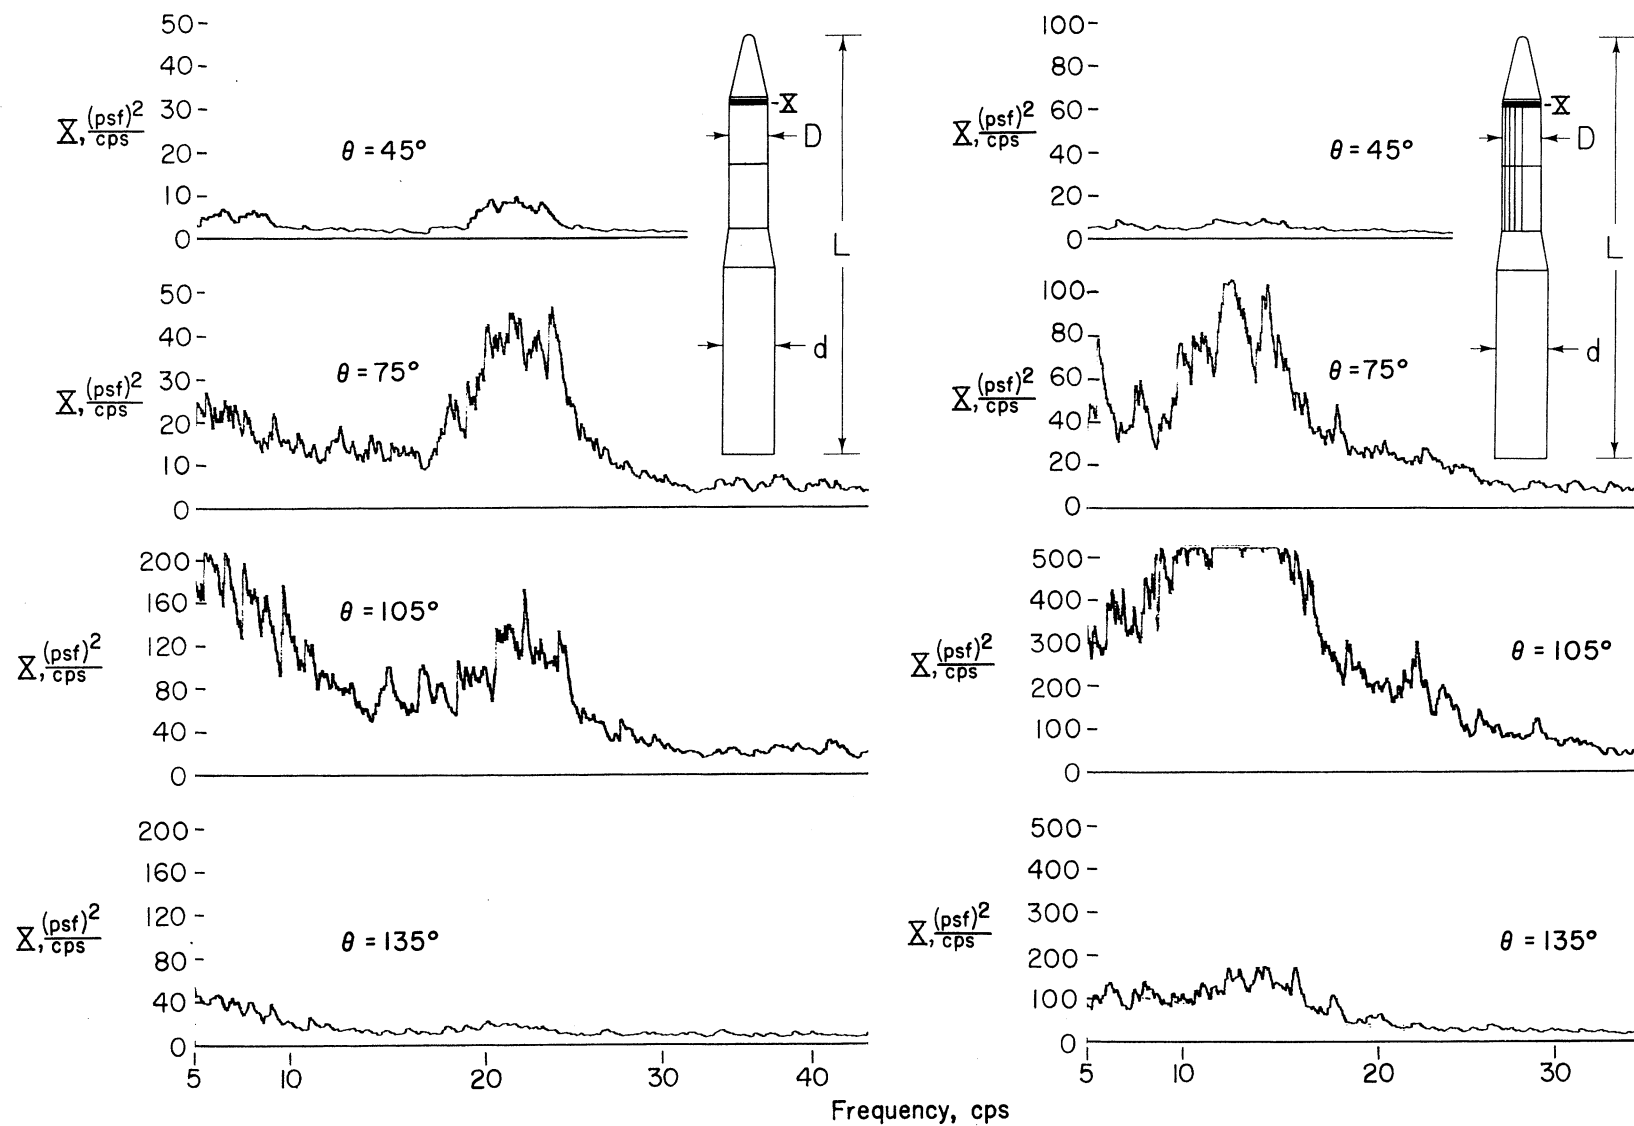 50
40
30
20
10
0
X, (psf)²/cps
θ = 45°
X
D
L
d
50
40
30
20
10
0
X, (psf)²/cps
θ = 75°
200
160
120
80
40
0
X, (psf)²/cps
θ = 105°
200
160
120
80
40
0
X, (psf)²/cps
θ = 135°
5 10 20 30 40
100
80
60
40
20
0
X, (psf)²/cps
θ = 45°
X
D
L
d
100
80
60
40
20
0
X, (psf)²/cps
θ = 75°
500
400
300
200
100
0
X, (psf)²/cps
θ = 105°
500
400
300
200
100
0
X, (psf)²/cps
θ = 135°
5 10 20 30
Frequency, cps